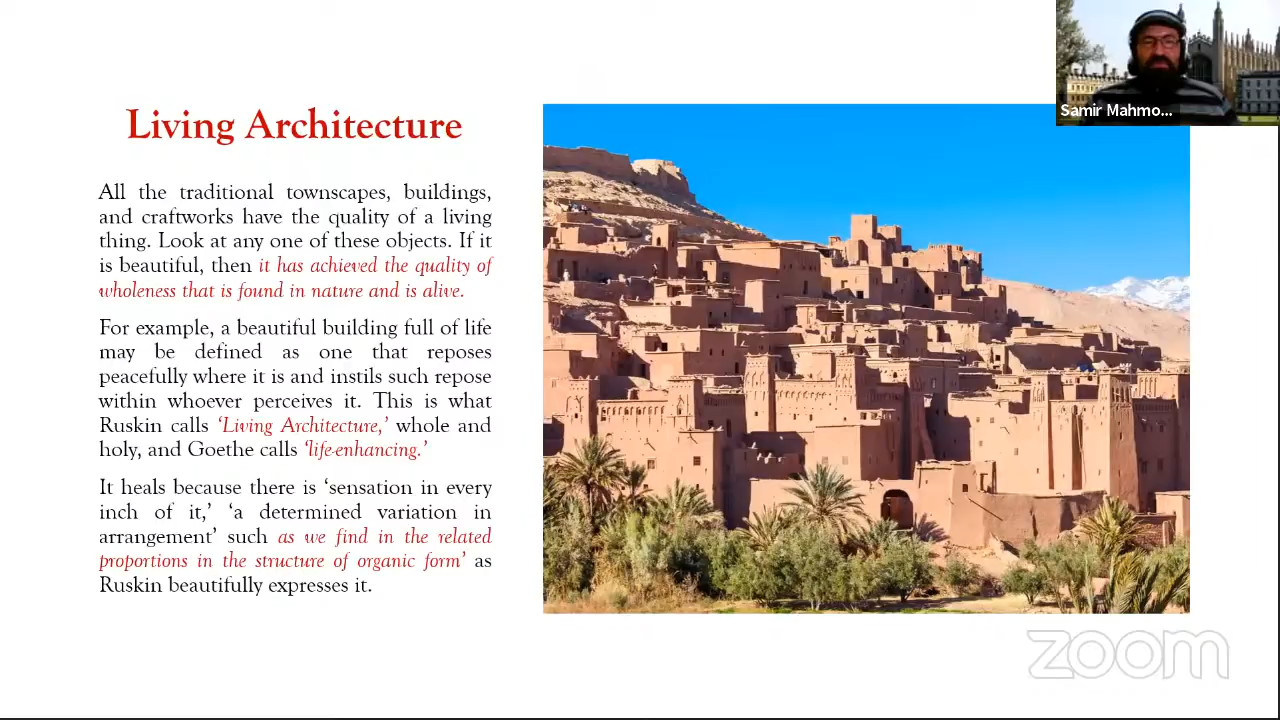 Samir Mahmo...
Living Architecture
All the traditional townscapes, buildings,
and craftworks have the quality of a living
thing. Look at any one of these objects. If it
is beautiful, then it has achieved the quality of
wholeness that is found in nature and is alive.
For example, a beautiful building full of life
may be defined as one that reposes
peacefully where it is and instils such repose
within whoever perceives it. This is what
Ruskin calls ‘Living Architecture,’ whole and
holy, and Goethe calls ‘life-enhancing.’
It heals because there is ‘sensation in every
inch of it,’ ‘a determined variation in
arrangement’ such as we find in the related
proportions in the structure of organic form’ as
Ruskin beautifully expresses it.
zoom